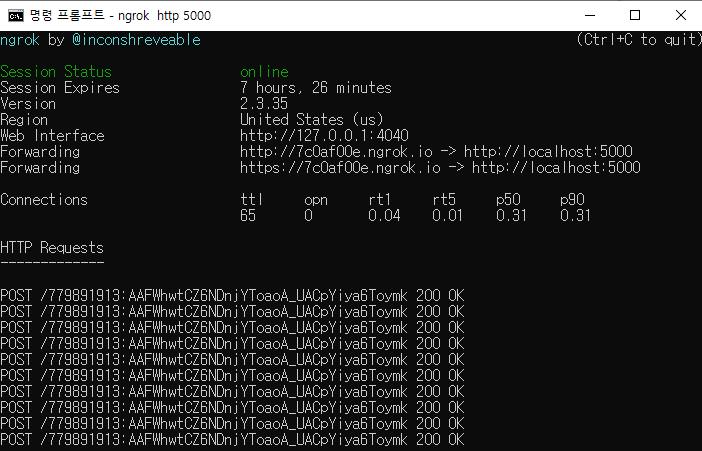 명령 프롬프트 - ngrok http 5000
ngrok by @inconshreveable (Ctrl+C to quit)
Session Status online
Session Expires 7 hours, 26 minutes
Version 2.3.35
Region United States (us)
Web Interface http://127.0.0.1:4040
Forwarding http://7c0af00e.ngrok.io -> http://localhost:5000
Forwarding https://7c0af00e.ngrok.io -> http://localhost:5000
Connections ttl opn rt1 rt5 p50 p90
65 0 0.04 0.01 0.31 0.31
HTTP Requests
-------------
POST /779891913:AAFWhwtCZ6NDnjYToaoA_UACpYiya6Toymk 200 OK
POST /779891913:AAFWhwtCZ6NDnjYToaoA_UACpYiya6Toymk 200 OK
POST /779891913:AAFWhwtCZ6NDnjYToaoA_UACpYiya6Toymk 200 OK
POST /779891913:AAFWhwtCZ6NDnjYToaoA_UACpYiya6Toymk 200 OK
POST /779891913:AAFWhwtCZ6NDnjYToaoA_UACpYiya6Toymk 200 OK
POST /779891913:AAFWhwtCZ6NDnjYToaoA_UACpYiya6Toymk 200 OK
POST /779891913:AAFWhwtCZ6NDnjYToaoA_UACpYiya6Toymk 200 OK
POST /779891913:AAFWhwtCZ6NDnjYToaoA_UACpYiya6Toymk 200 OK
POST /779891913:AAFWhwtCZ6NDnjYToaoA_UACpYiya6Toymk 200 OK
POST /779891913:AAFWhwtCZ6NDnjYToaoA_UACpYiya6Toymk 200 OK